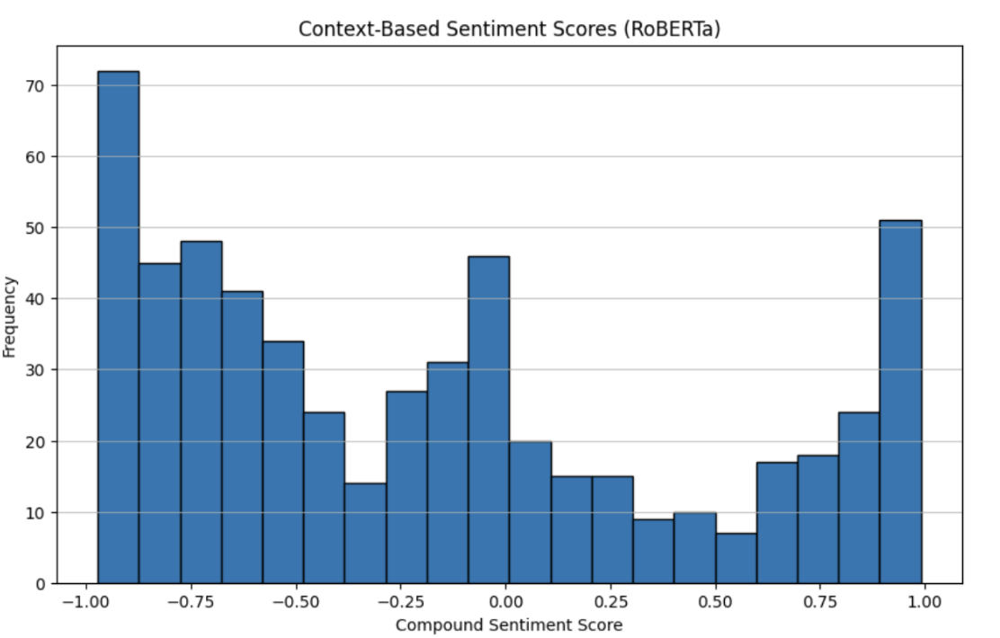 Context-Based Sentiment Scores (RoBERTa)
Frequency
70
60
50
40
30
20
10
0
−1.00 −0.75 −0.50 −0.25 0.00 0.25 0.50 0.75 1.00
Compound Sentiment Score